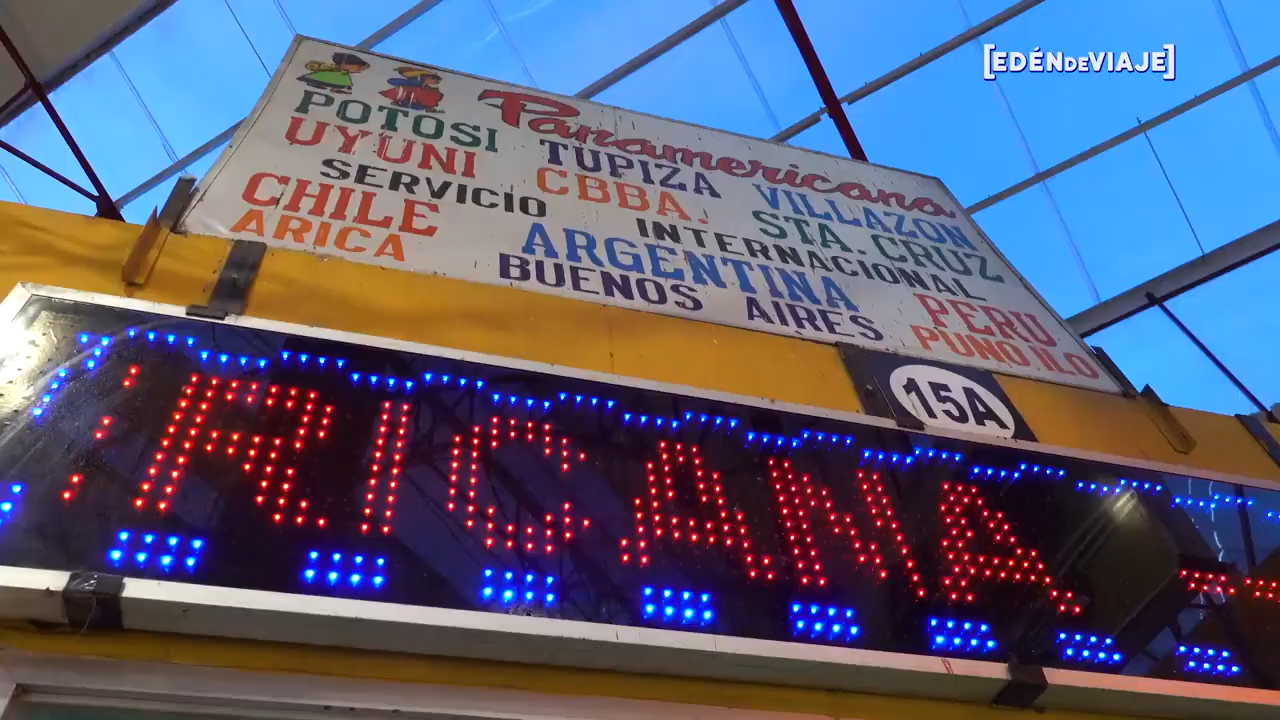 [EDÉNDEVIAJE]
Panamericana
POTOSI TUPIZA VILLAZON
UYUNI CBBA. STA. CRUZ
SERVICIO INTERNACIONAL
CHILE ARGENTINA PERU
ARICA BUENOS AIRES PUNO.ILO
15A
RICANA